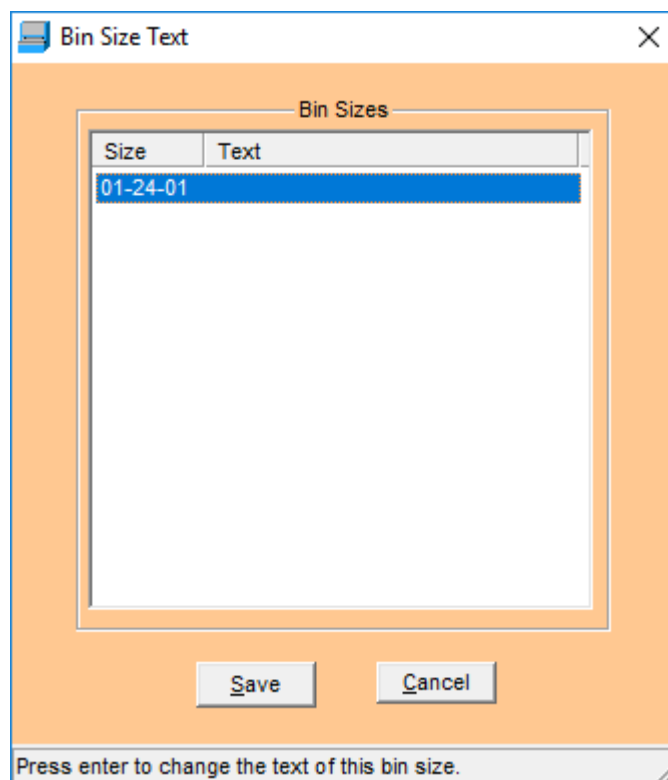 Bin Size Text
Bin Sizes
Size Text
01-24-01
Save Cancel
Press enter to change the text of this bin size.